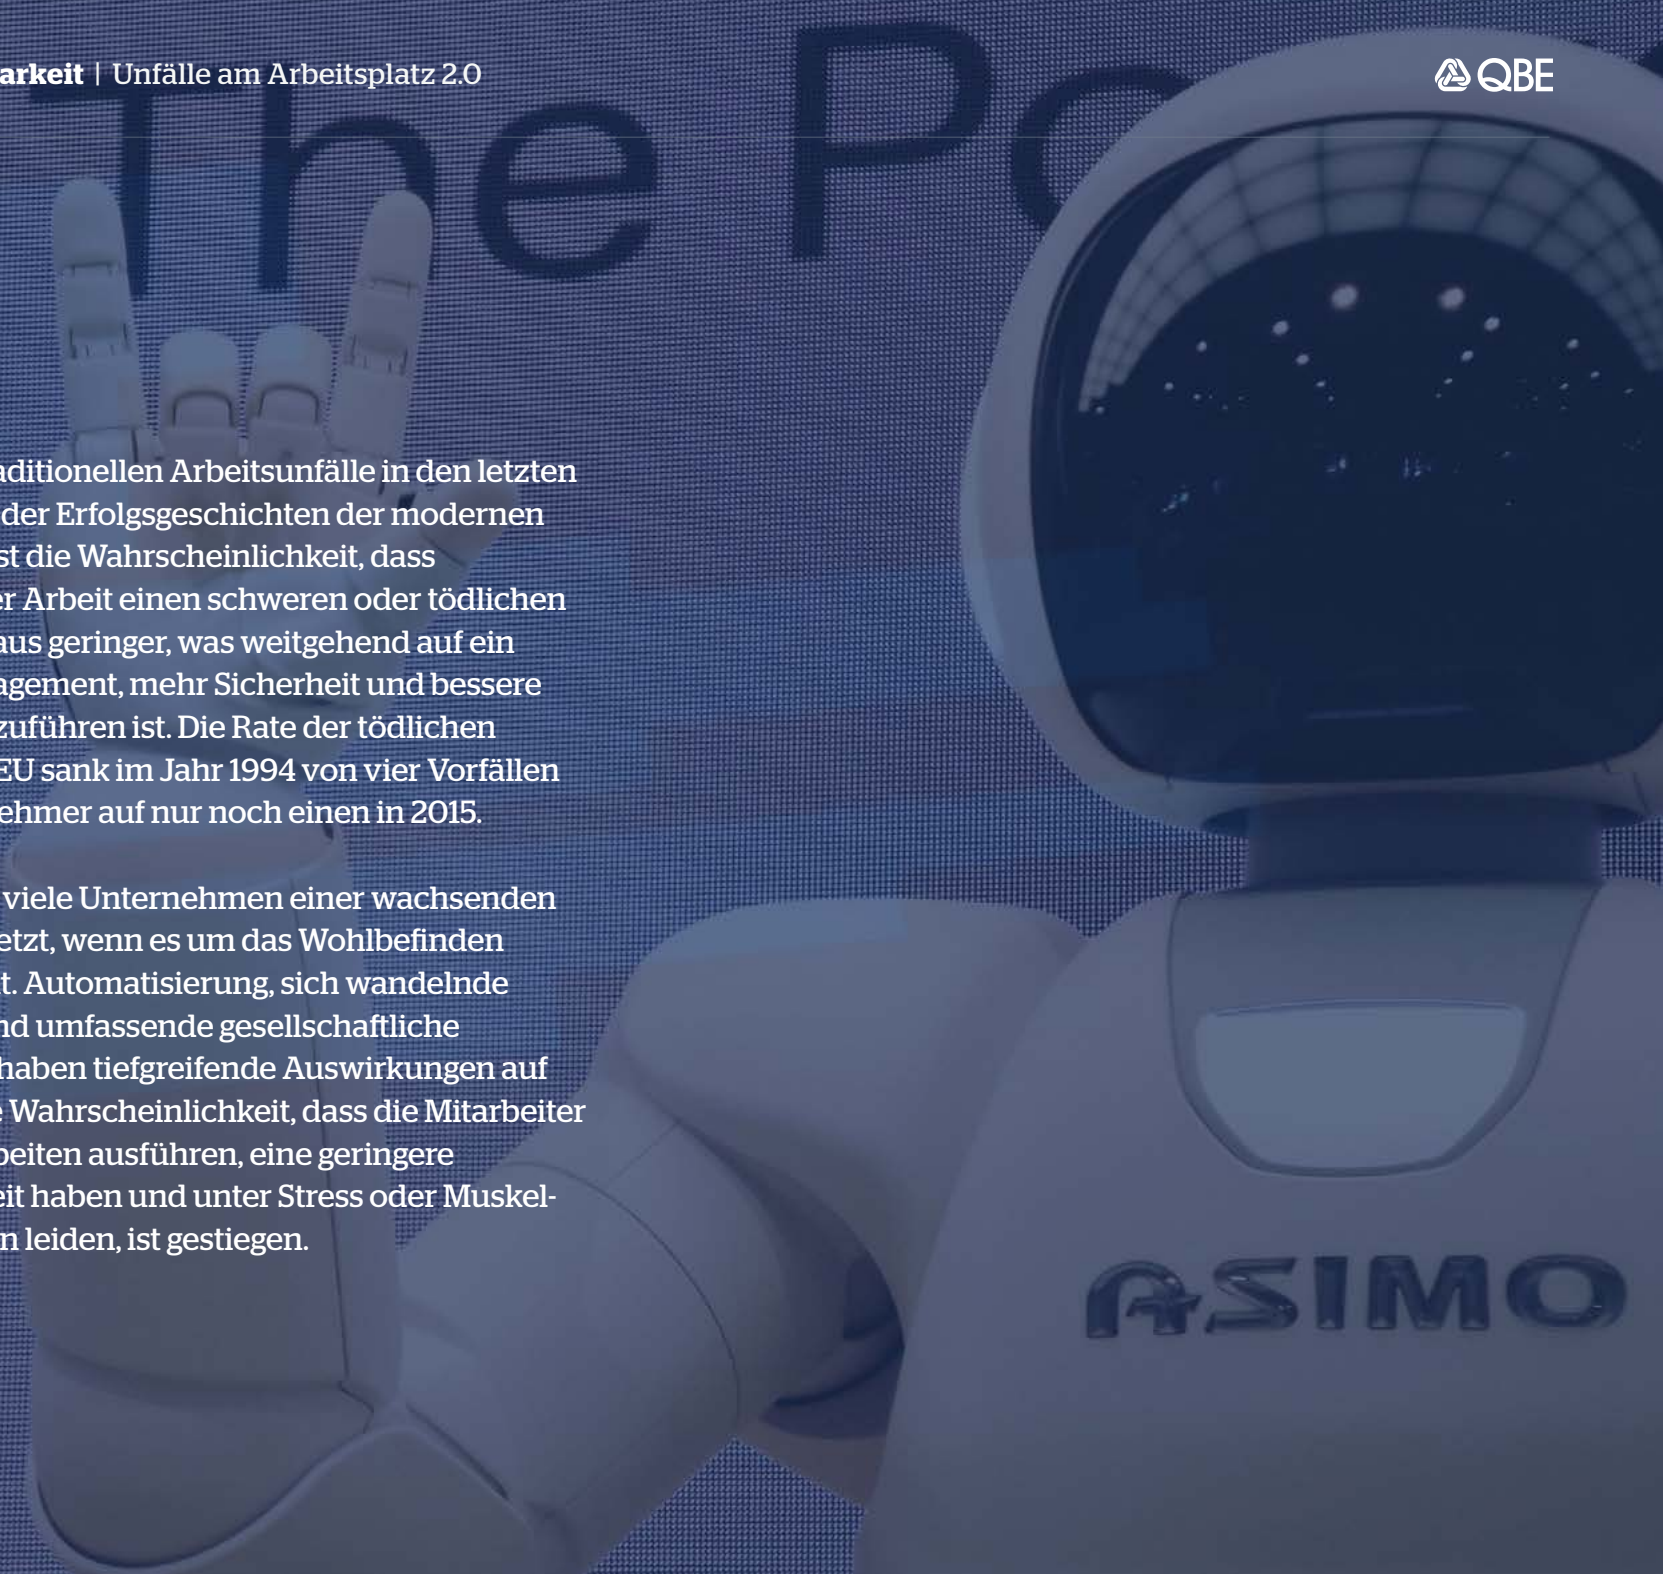 arkeit | Unfälle am Arbeitsplatz 2.0
QBE
The Po
aditionellen Arbeitsunfälle in den letzten
der Erfolgsgeschichten der modernen
st die Wahrscheinlichkeit, dass
er Arbeit einen schweren oder tödlichen
aus geringer, was weitgehend auf ein
agement, mehr Sicherheit und bessere
zuführen ist. Die Rate der tödlichen
EU sank im Jahr 1994 von vier Vorfällen
ehmer auf nur noch einen in 2015.
viele Unternehmen einer wachsenden
etzt, wenn es um das Wohlbefinden
t. Automatisierung, sich wandelnde
nd umfassende gesellschaftliche
haben tiefgreifende Auswirkungen auf
e Wahrscheinlichkeit, dass die Mitarbeiter
beiten ausführen, eine geringere
eit haben und unter Stress oder Muskel-
n leiden, ist gestiegen.
ASIMO